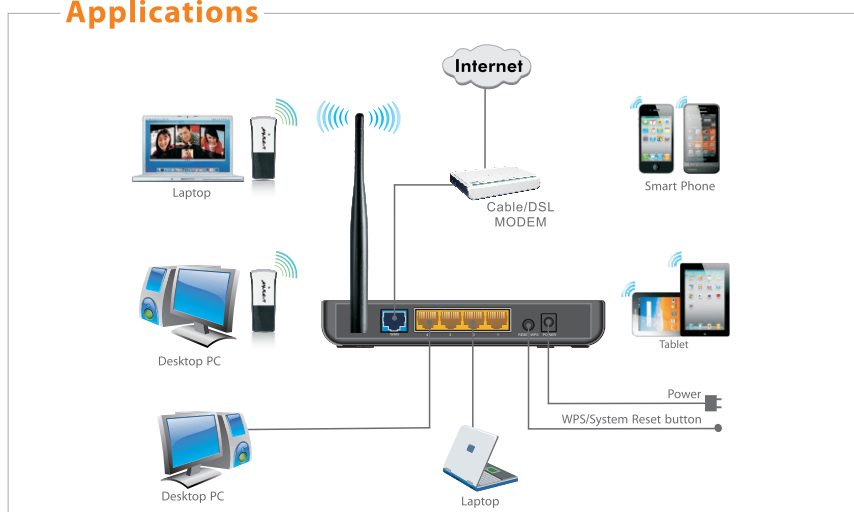 Applications
Internet
Laptop
Cable/DSL
MODEM
Smart Phone
WAN
Desktop PC
Tablet
Power
WPS/System Reset button
Desktop PC
Laptop